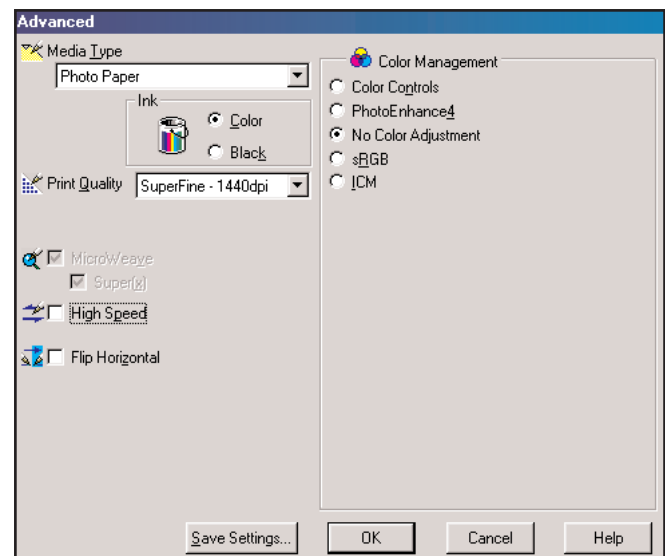 Advanced
Media Type
Photo Paper
Ink
Color
Black
Print Quality
SuperFine - 1440dpi
MicroWeave
Super(x)
High Speed
Flip Horizontal
Color Management
Color Controls
PhotoEnhance4
No Color Adjustment
sRGB
ICM
Save Settings...
OK
Cancel
Help